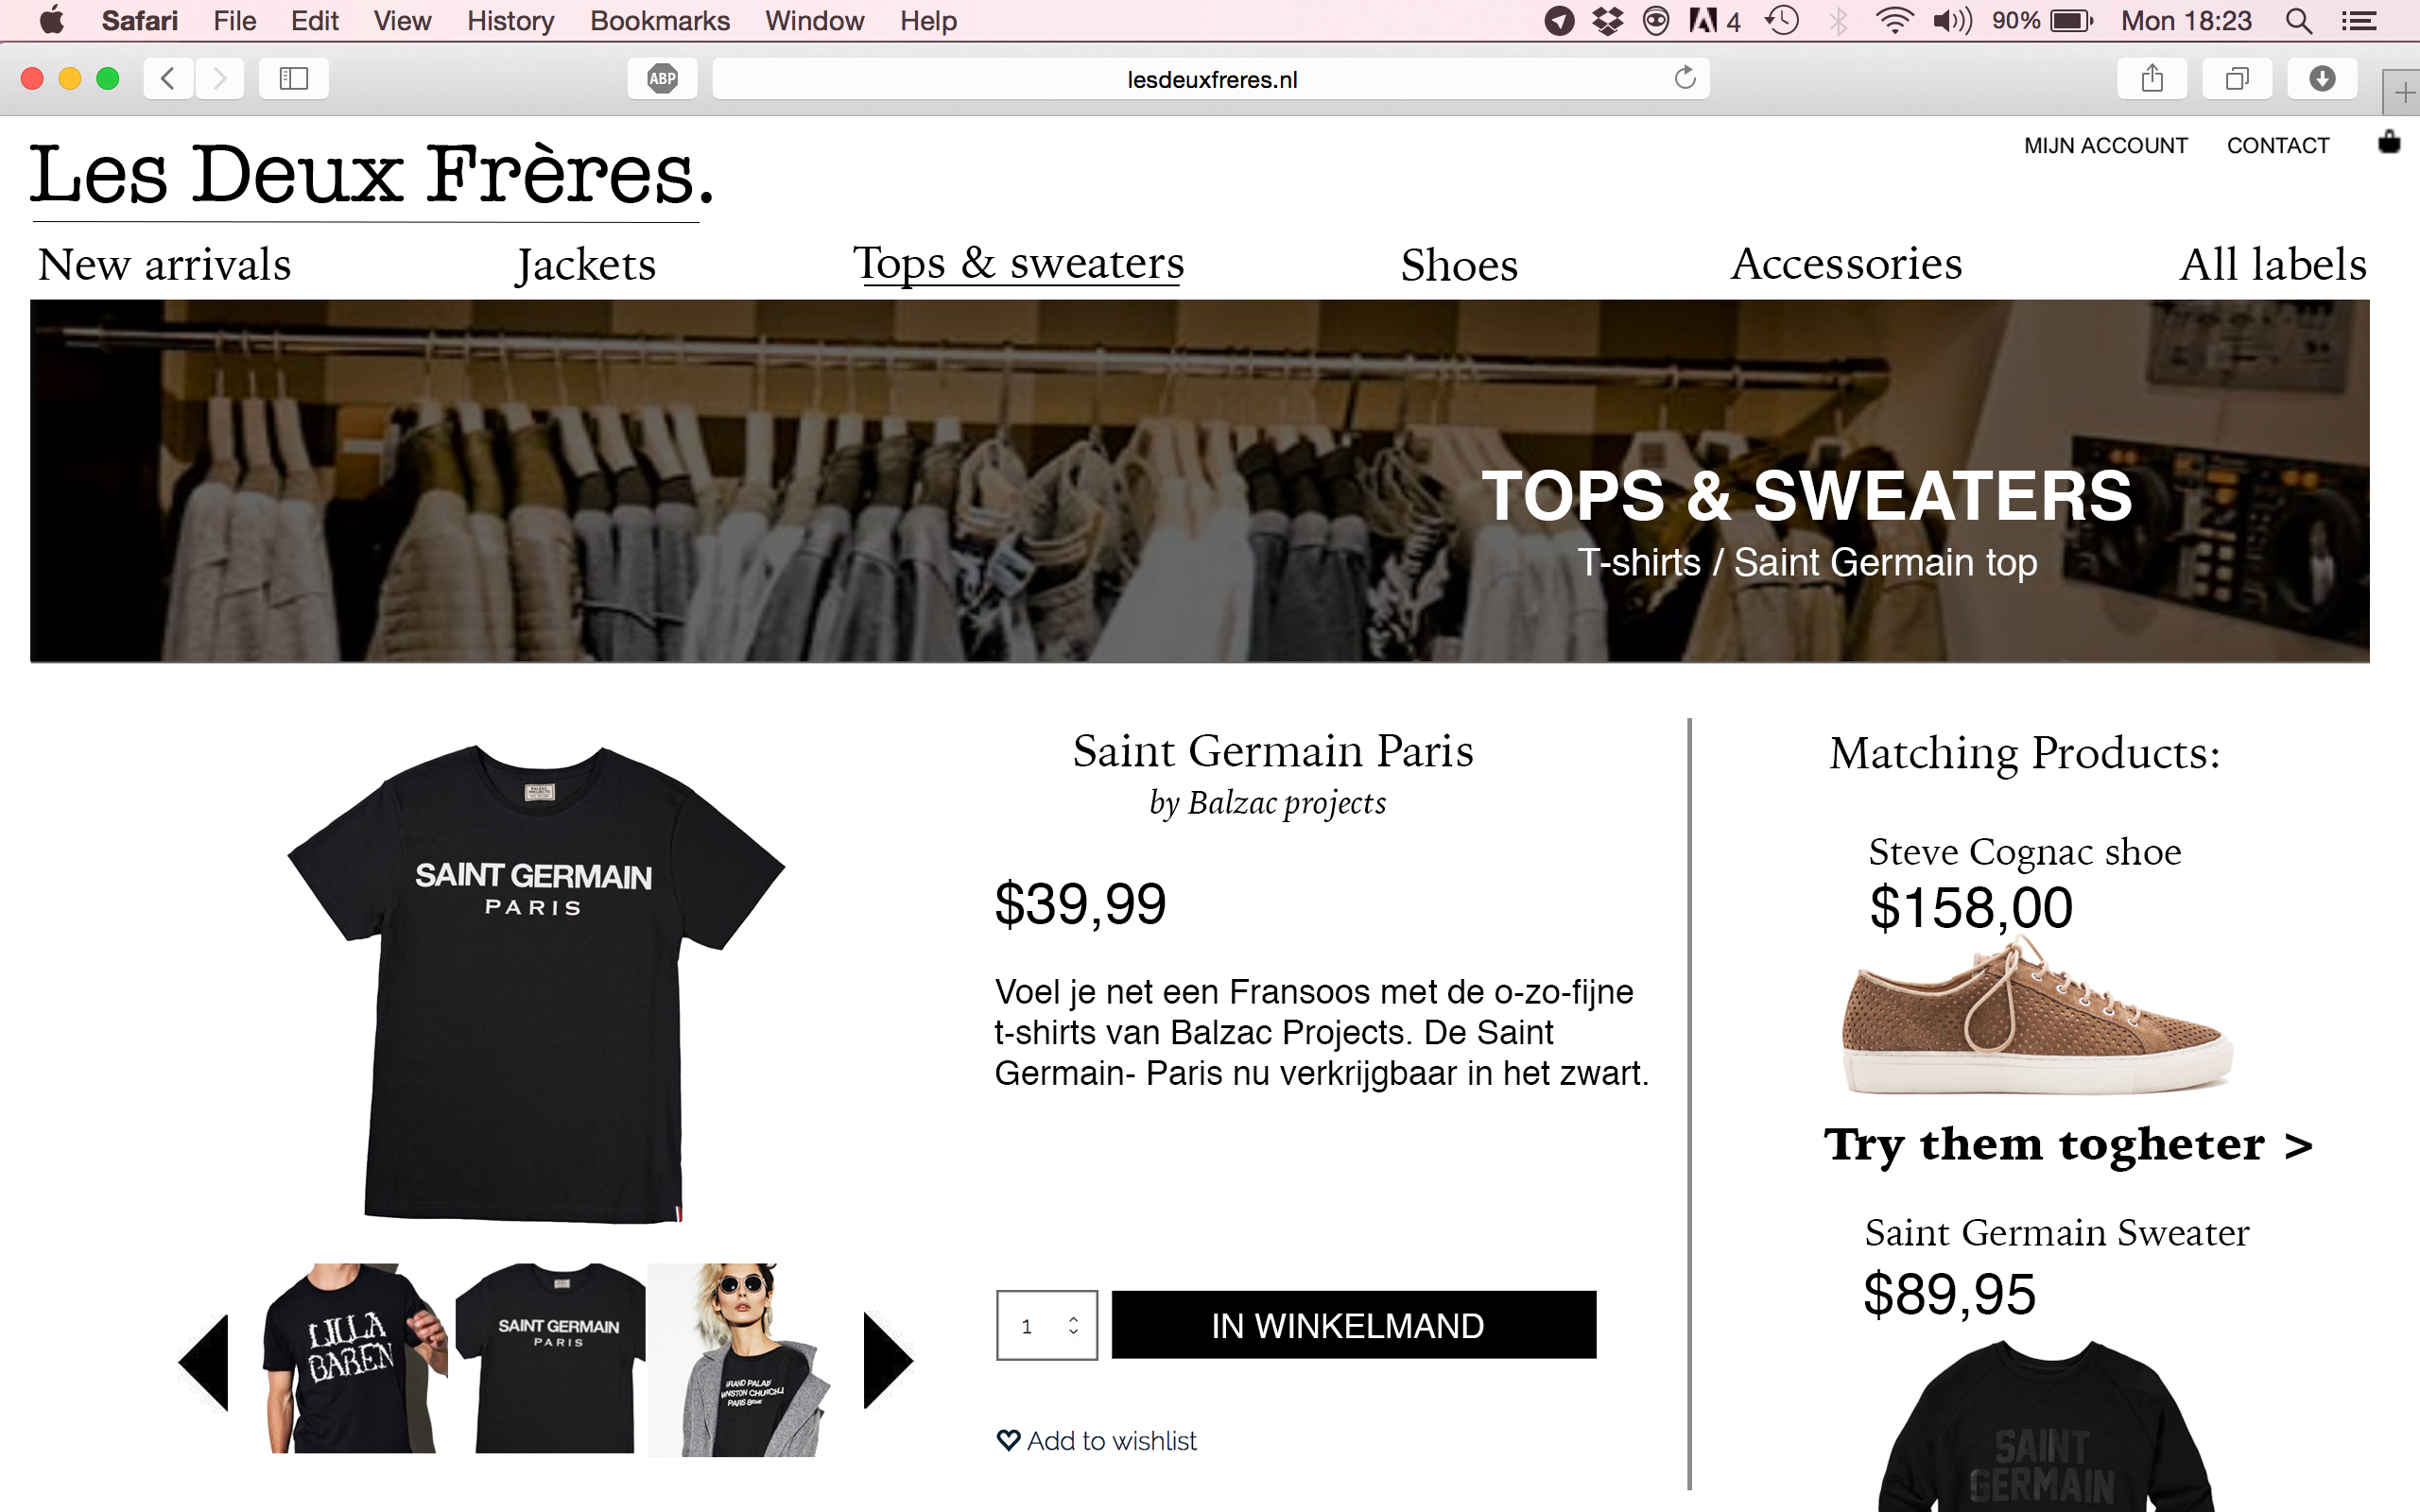 Safari File Edit View History Bookmarks Window Help 4 90% Mon 18:23
ABP lesdeuxfreres.nl
MIJN ACCOUNT CONTACT
Les Deux Frères.
New arrivals Jackets Tops & sweaters Shoes Accessories All labels
TOPS & SWEATERS
T-shirts / Saint Germain top
SAINT GERMAIN
PARIS
LILLA
BAREN
SAINT GERMAIN
PARIS
GRAND PALAIS
WINSTON CHURCHILL
PARIS 8EME
Saint Germain Paris
by Balzac projects
$39,99
Voel je net een Fransoos met de o-zo-fijne
t-shirts van Balzac Projects. De Saint
Germain- Paris nu verkrijgbaar in het zwart.
1 IN WINKELMAND
Add to wishlist
Matching Products:
Steve Cognac shoe
$158,00
Try them togheter >
Saint Germain Sweater
$89,95
SAINT
GERMAIN